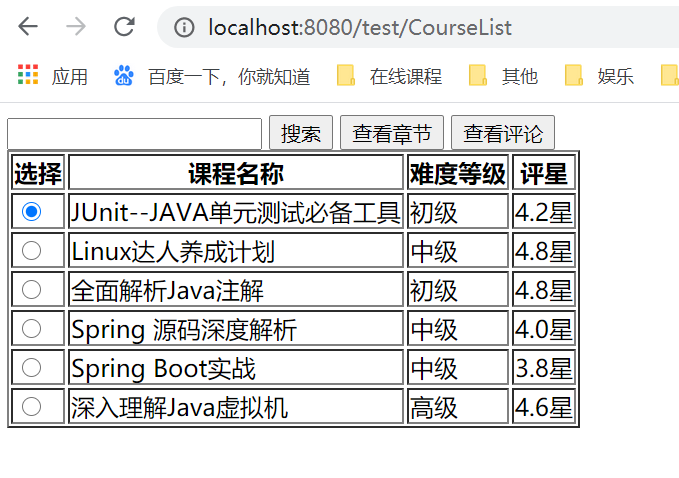 localhost:8080/test/CourseList
应用 百度一下，你就知道 在线课程 其他 娱乐
搜索 查看章节 查看评论
选择 课程名称 难度等级 评星
JUnit--JAVA单元测试必备工具 初级 4.2星
Linux达人养成计划 中级 4.8星
全面解析Java注解 初级 4.8星
Spring 源码深度解析 中级 4.0星
Spring Boot实战 中级 3.8星
深入理解Java虚拟机 高级 4.6星